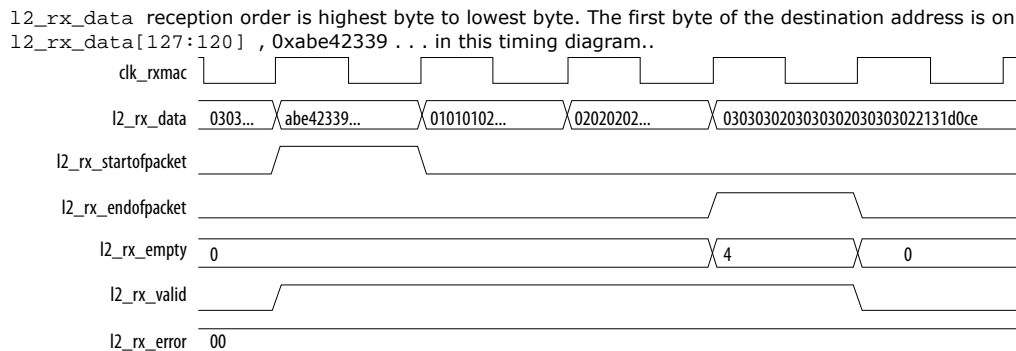 l2_rx_data reception order is highest byte to lowest byte. The first byte of the destination address is on
l2_rx_data[127:120] , 0xabe42339 . . . in this timing diagram..
clk_rxmac
l2_rx_data 0303... abe42339... 01010102... 02020202... 0303030203030302030303022131d0ce
l2_rx_startofpacket
l2_rx_endofpacket
l2_rx_empty 0 4 0
l2_rx_valid
l2_rx_error 00